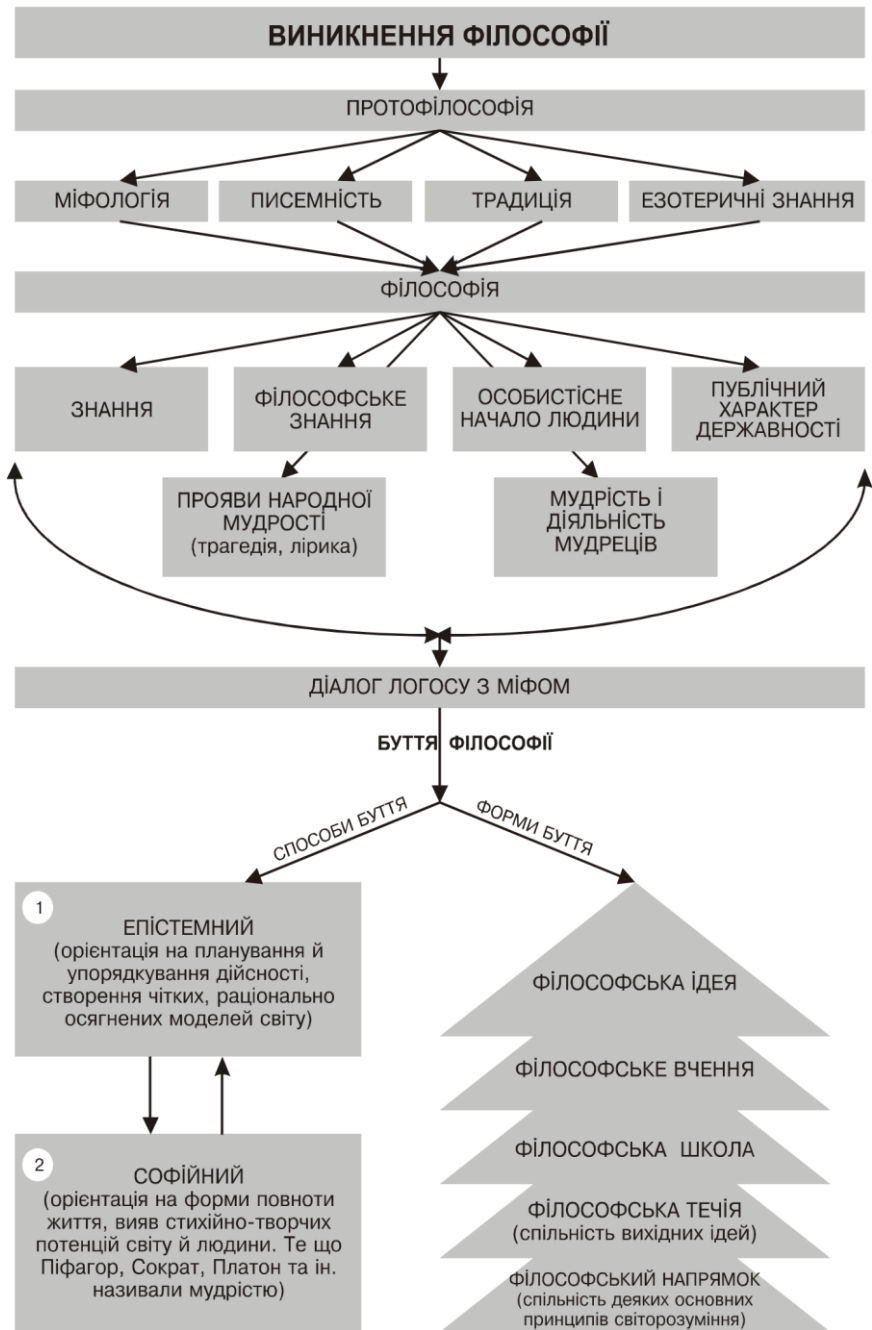 ВИНИКНЕННЯ ФІЛОСОФІЇ
ПРОТОФІЛОСОФІЯ
МІФОЛОГІЯ
ПИСЕМНІСТЬ
ТРАДИЦІЯ
ЕЗОТЕРИЧНІ ЗНАННЯ
ФІЛОСОФІЯ
ЗНАННЯ
ФІЛОСОФСЬКЕ
ЗНАННЯ
ОСОБИСТІСНЕ
НАЧАЛО ЛЮДИНИ
ПУБЛІЧНИЙ
ХАРАКТЕР
ДЕРЖАВНОСТІ
ПРОЯВИ НАРОДНОЇ
МУДРОСТІ
(трагедія, лірика)
МУДРІСТЬ І
ДІЯЛЬНІСТЬ
МУДРЕЦІВ
ДІАЛОГ ЛОГОСУ З МІФОМ
БУТТЯ ФІЛОСОФІЇ
СПОСОБИ БУТТЯ
ФОРМИ БУТТЯ
1
ЕПІСТЕМНИЙ
(орієнтація на планування й
упорядкування дійсності,
створення чітких, раціонально
осягнених моделей світу)
2
СОФІЙНИЙ
(орієнтація на форми повноти
життя, вияв стихійно-творчих
потенцій світу й людини. Те що
Піфагор, Сократ, Платон та ін.
називали мудрістю)
ФІЛОСОФСЬКА ІДЕЯ
ФІЛОСОФСЬКЕ ВЧЕННЯ
ФІЛОСОФСЬКА ШКОЛА
ФІЛОСОФСЬКА ТЕЧІЯ
(спільність вихідних ідей)
ФІЛОСОФСЬКИЙ НАПРЯМОК
(спільність деяких основних
принципів світорозуміння)